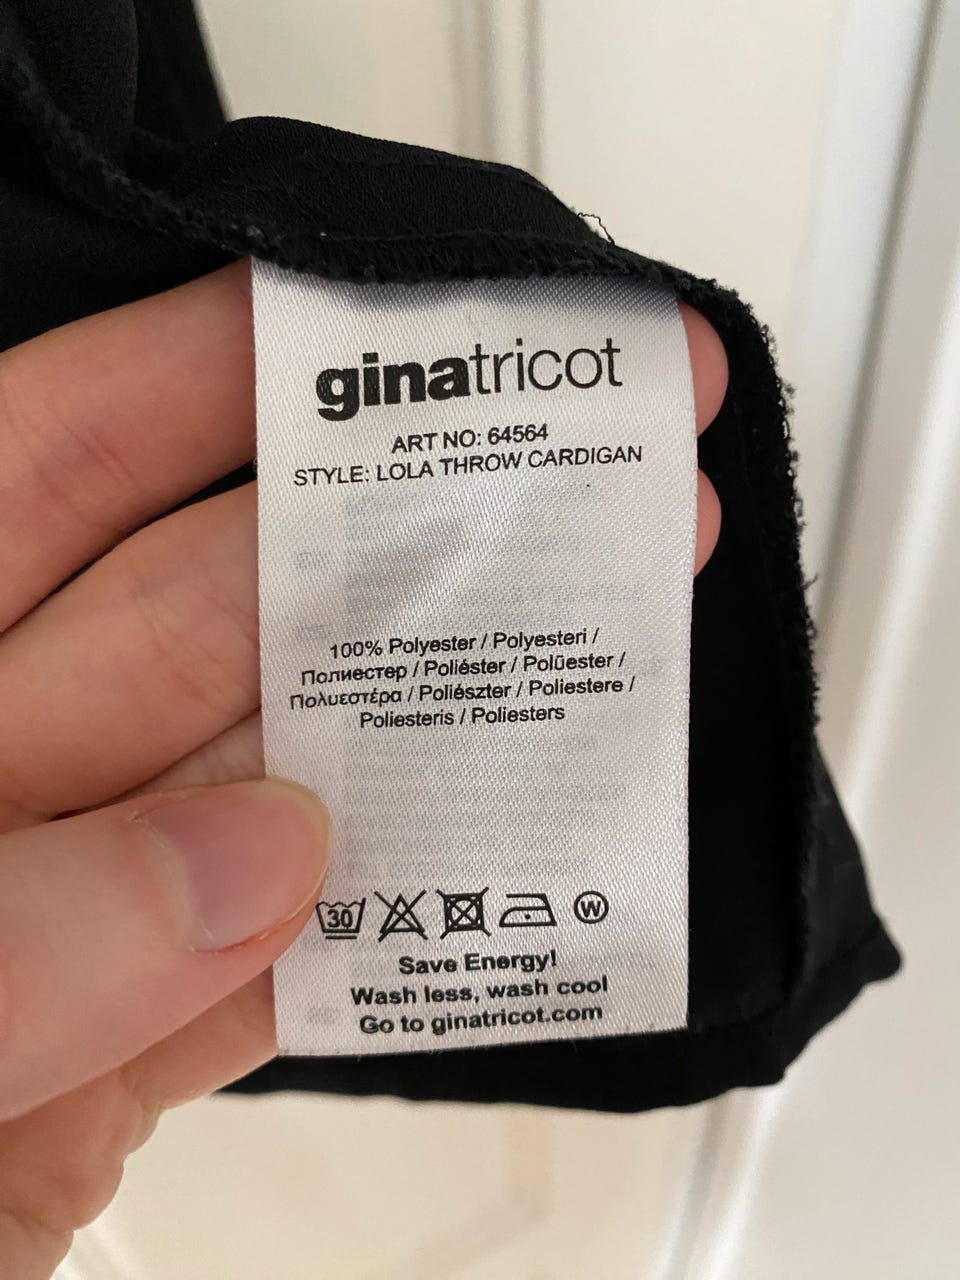 ginatricot
ART NO: 64564
STYLE: LOLA THROW CARDIGAN
100% Polyester / Polyesteri /
Полиестер / Poliéster / Polüester /
Πολυεστέρα / Poliészter / Poliestere /
Poliesteris / Poliesters
30 W
Save Energy!
Wash less, wash cool
Go to ginatricot.com